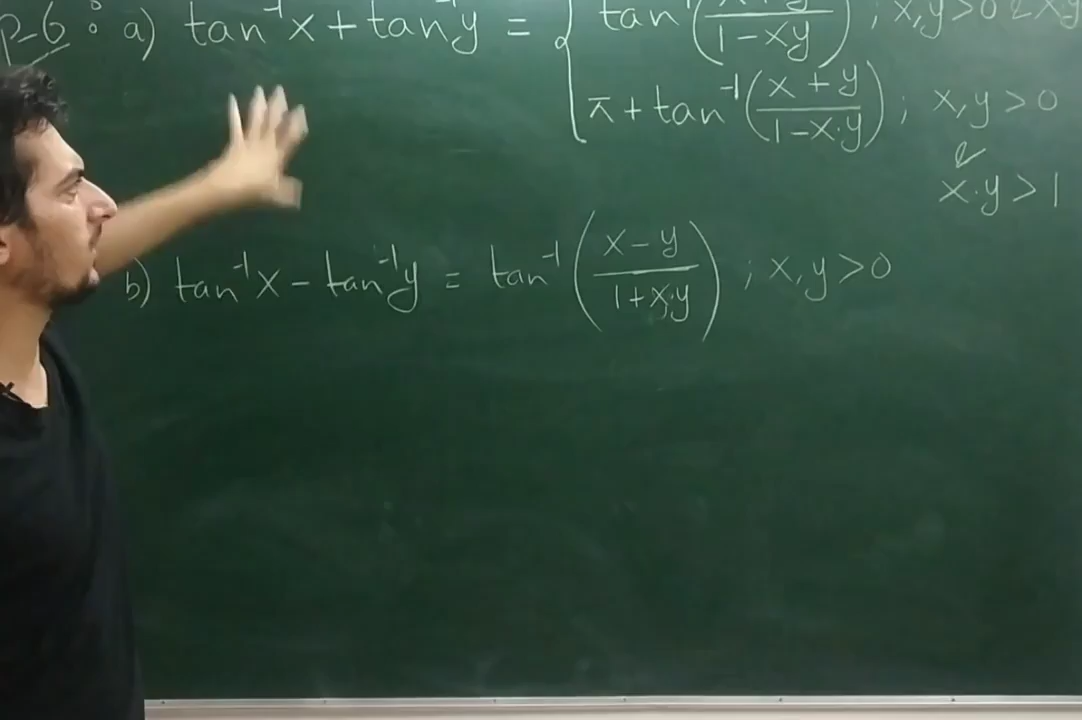 P-6 : a) tan⁻¹x + tan⁻¹y = { tan⁻¹((x+y)/(1-xy)) ; x,y>0 & x.y
π + tan⁻¹((x+y)/(1-x.y)) ; x,y>0
&
x.y>1
b) tan⁻¹x - tan⁻¹y = tan⁻¹((x-y)/(1+x.y)) ; x,y>0